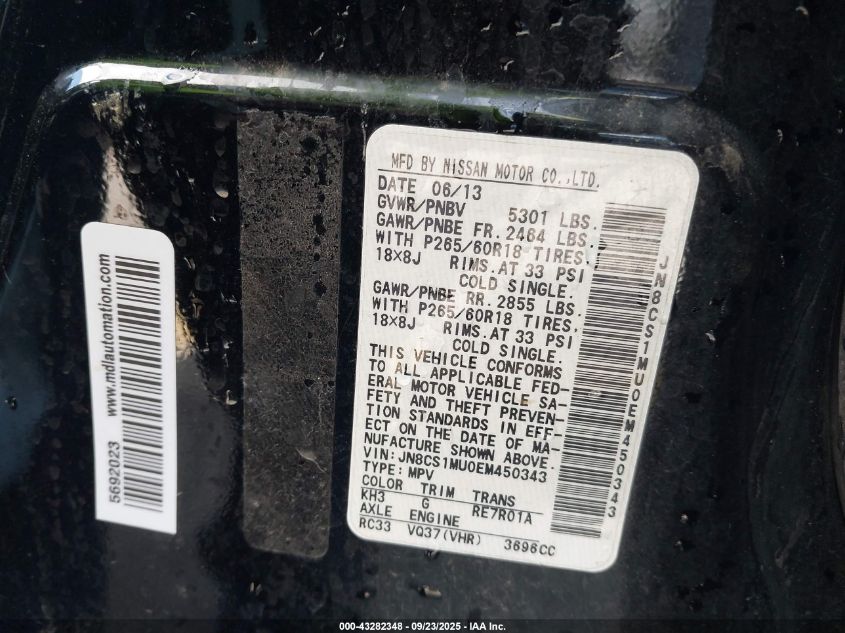 MFD BY NISSAN MOTOR CO.,LTD.
DATE 06/13
GVWR/PNBV 5301 LBS.
GAWR/PNBE FR. 2464 LBS.
WITH P265/60R18 TIRES.
18×8J RIMS.AT 33 PSI
COLD SINGLE.
GAWR/PNBE RR. 2855 LBS.
WITH P265/60R18 TIRES.
18×8J RIMS.AT 33 PSI
COLD SINGLE.
THIS VEHICLE CONFORMS
TO ALL APPLICABLE FED-
ERAL MOTOR VEHICLE SA-
FETY AND THEFT PREVEN-
TION STANDARDS IN EFF-
ECT ON THE DATE OF MA-
NUFACTURE SHOWN ABOVE.
VIN:JN8CS1MU0EM450343
TYPE:MPV
COLOR TRIM TRANS
KH3 G RE7R01A
AXLE ENGINE
RC33 VQ37(VHR) 3696CC
JN8CS1MU0EM450343
www.mdlautomation.com
5692023
000-43282348 - 09/23/2025 - IAA Inc.